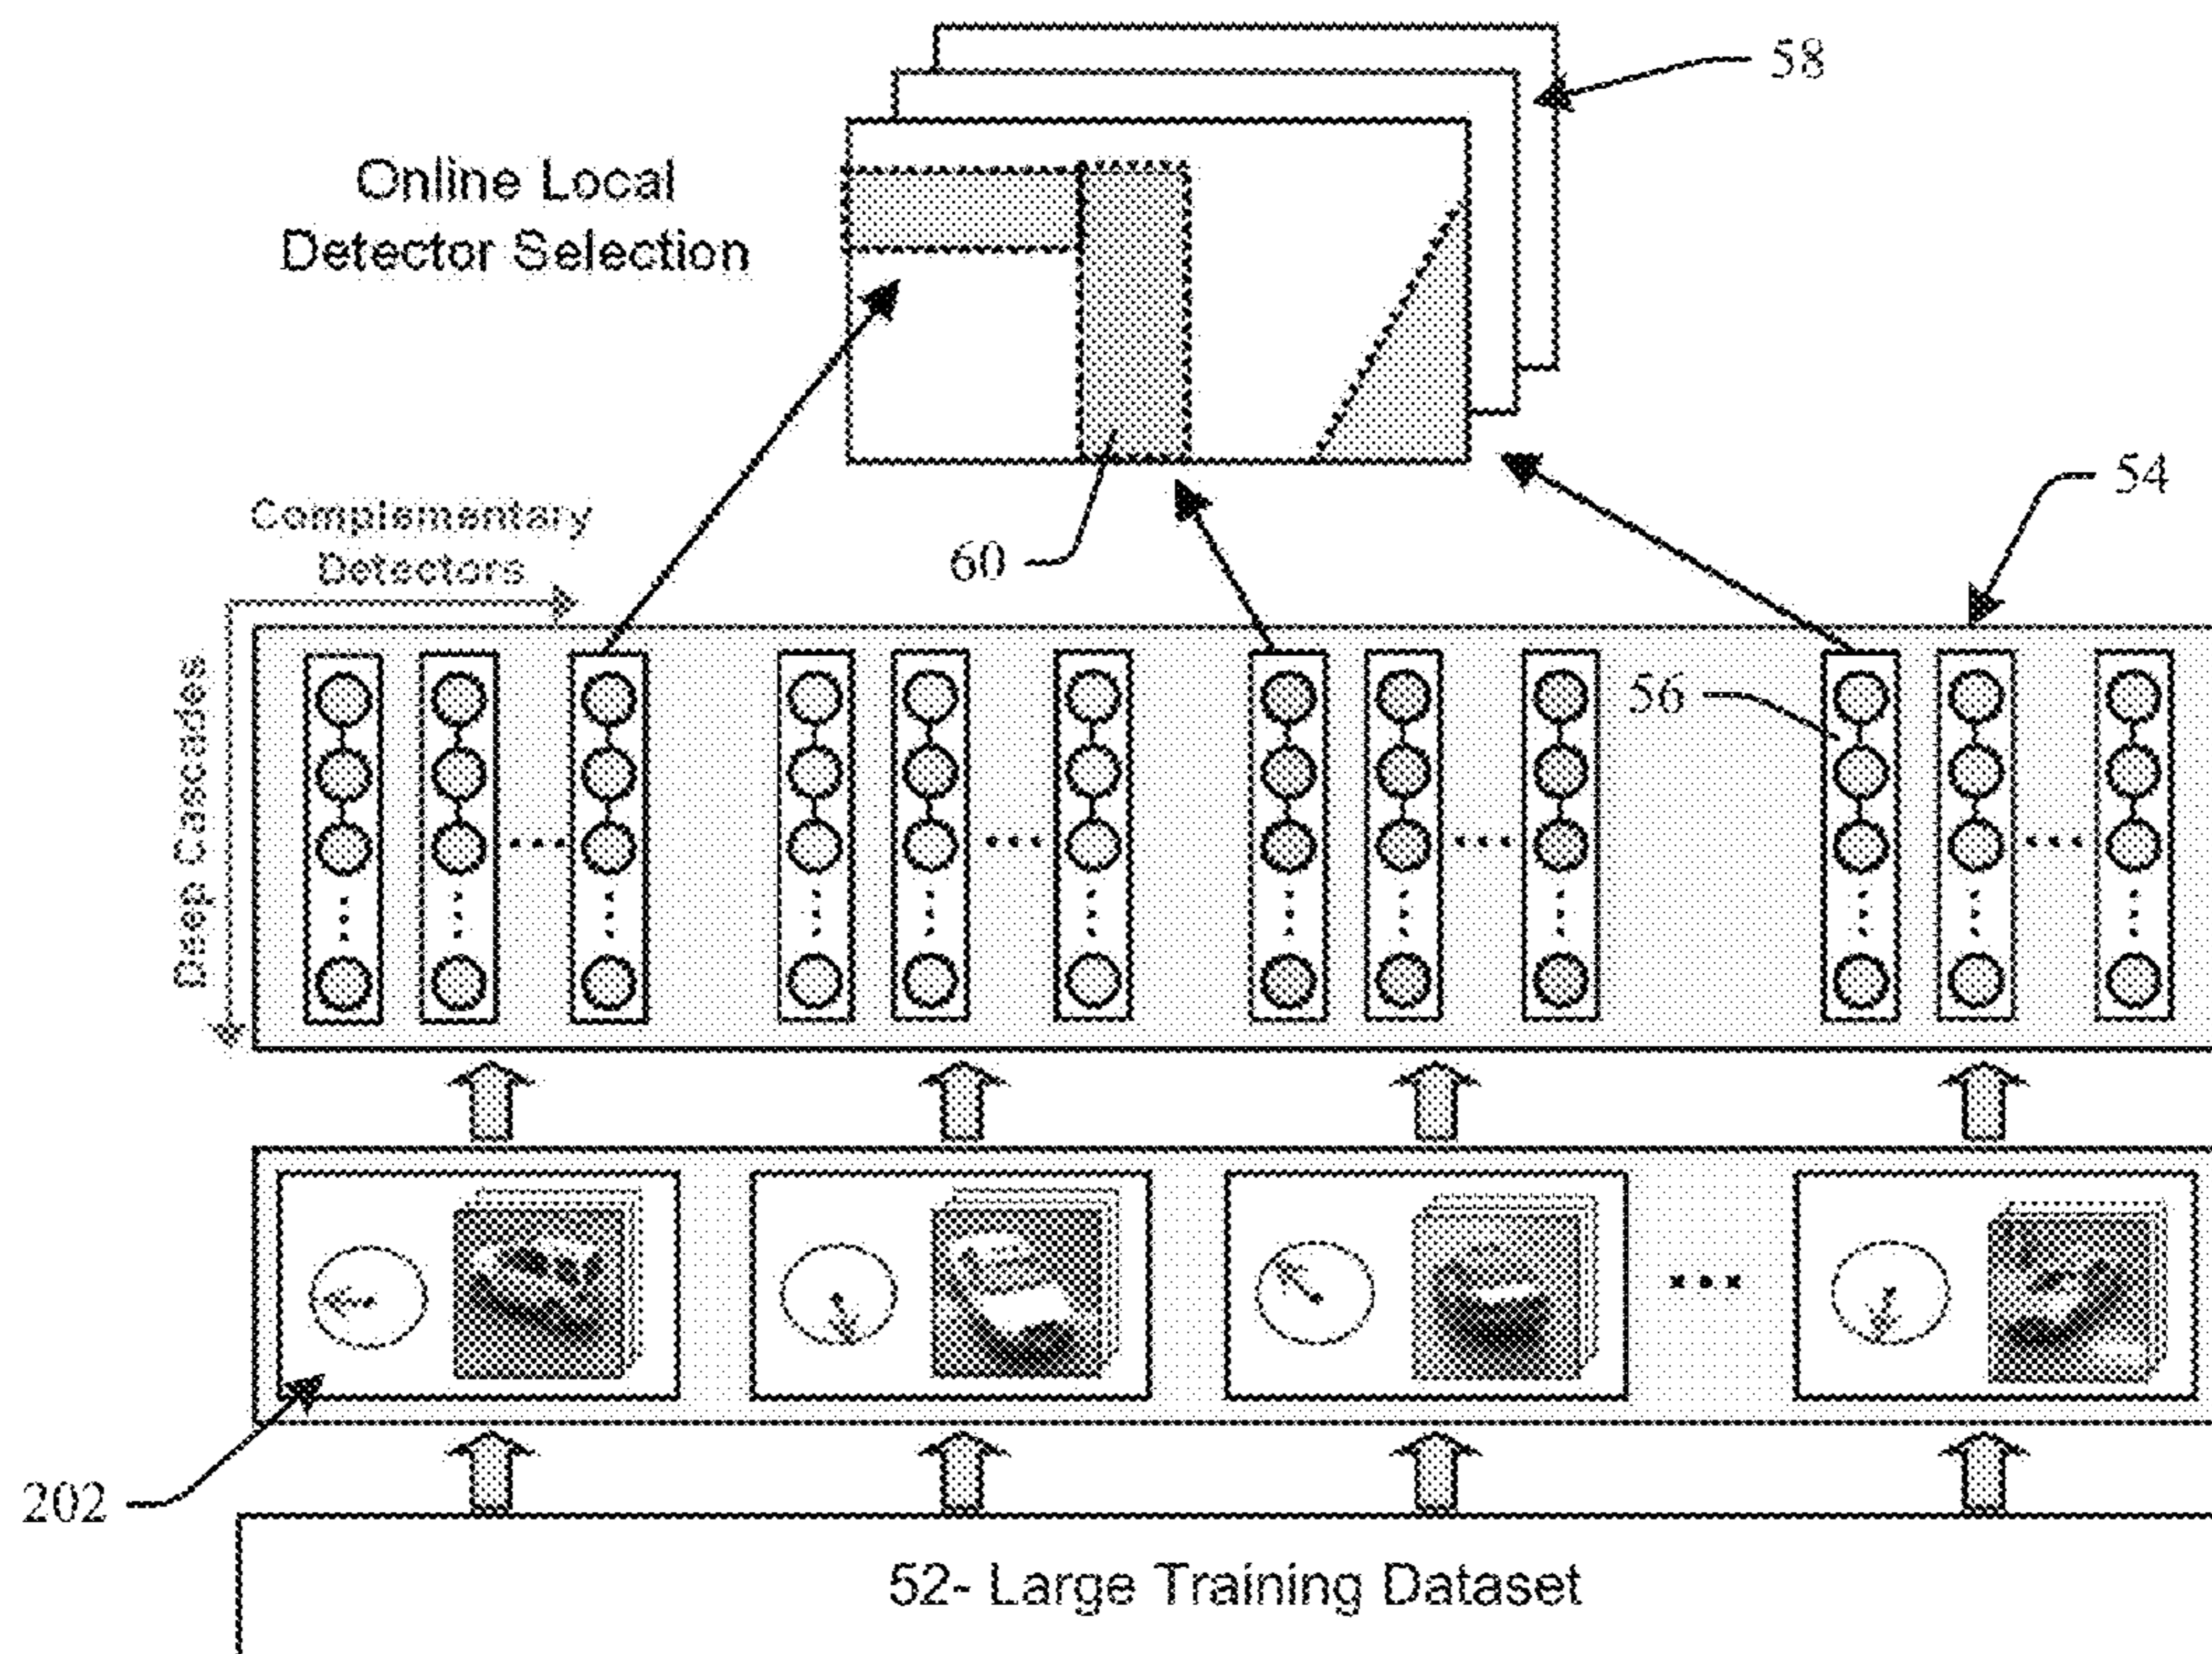 58
Online Local
Detector Selection
54
Complementary
Detectors
60
Deep Cascades
56
202
52- Large Training Dataset